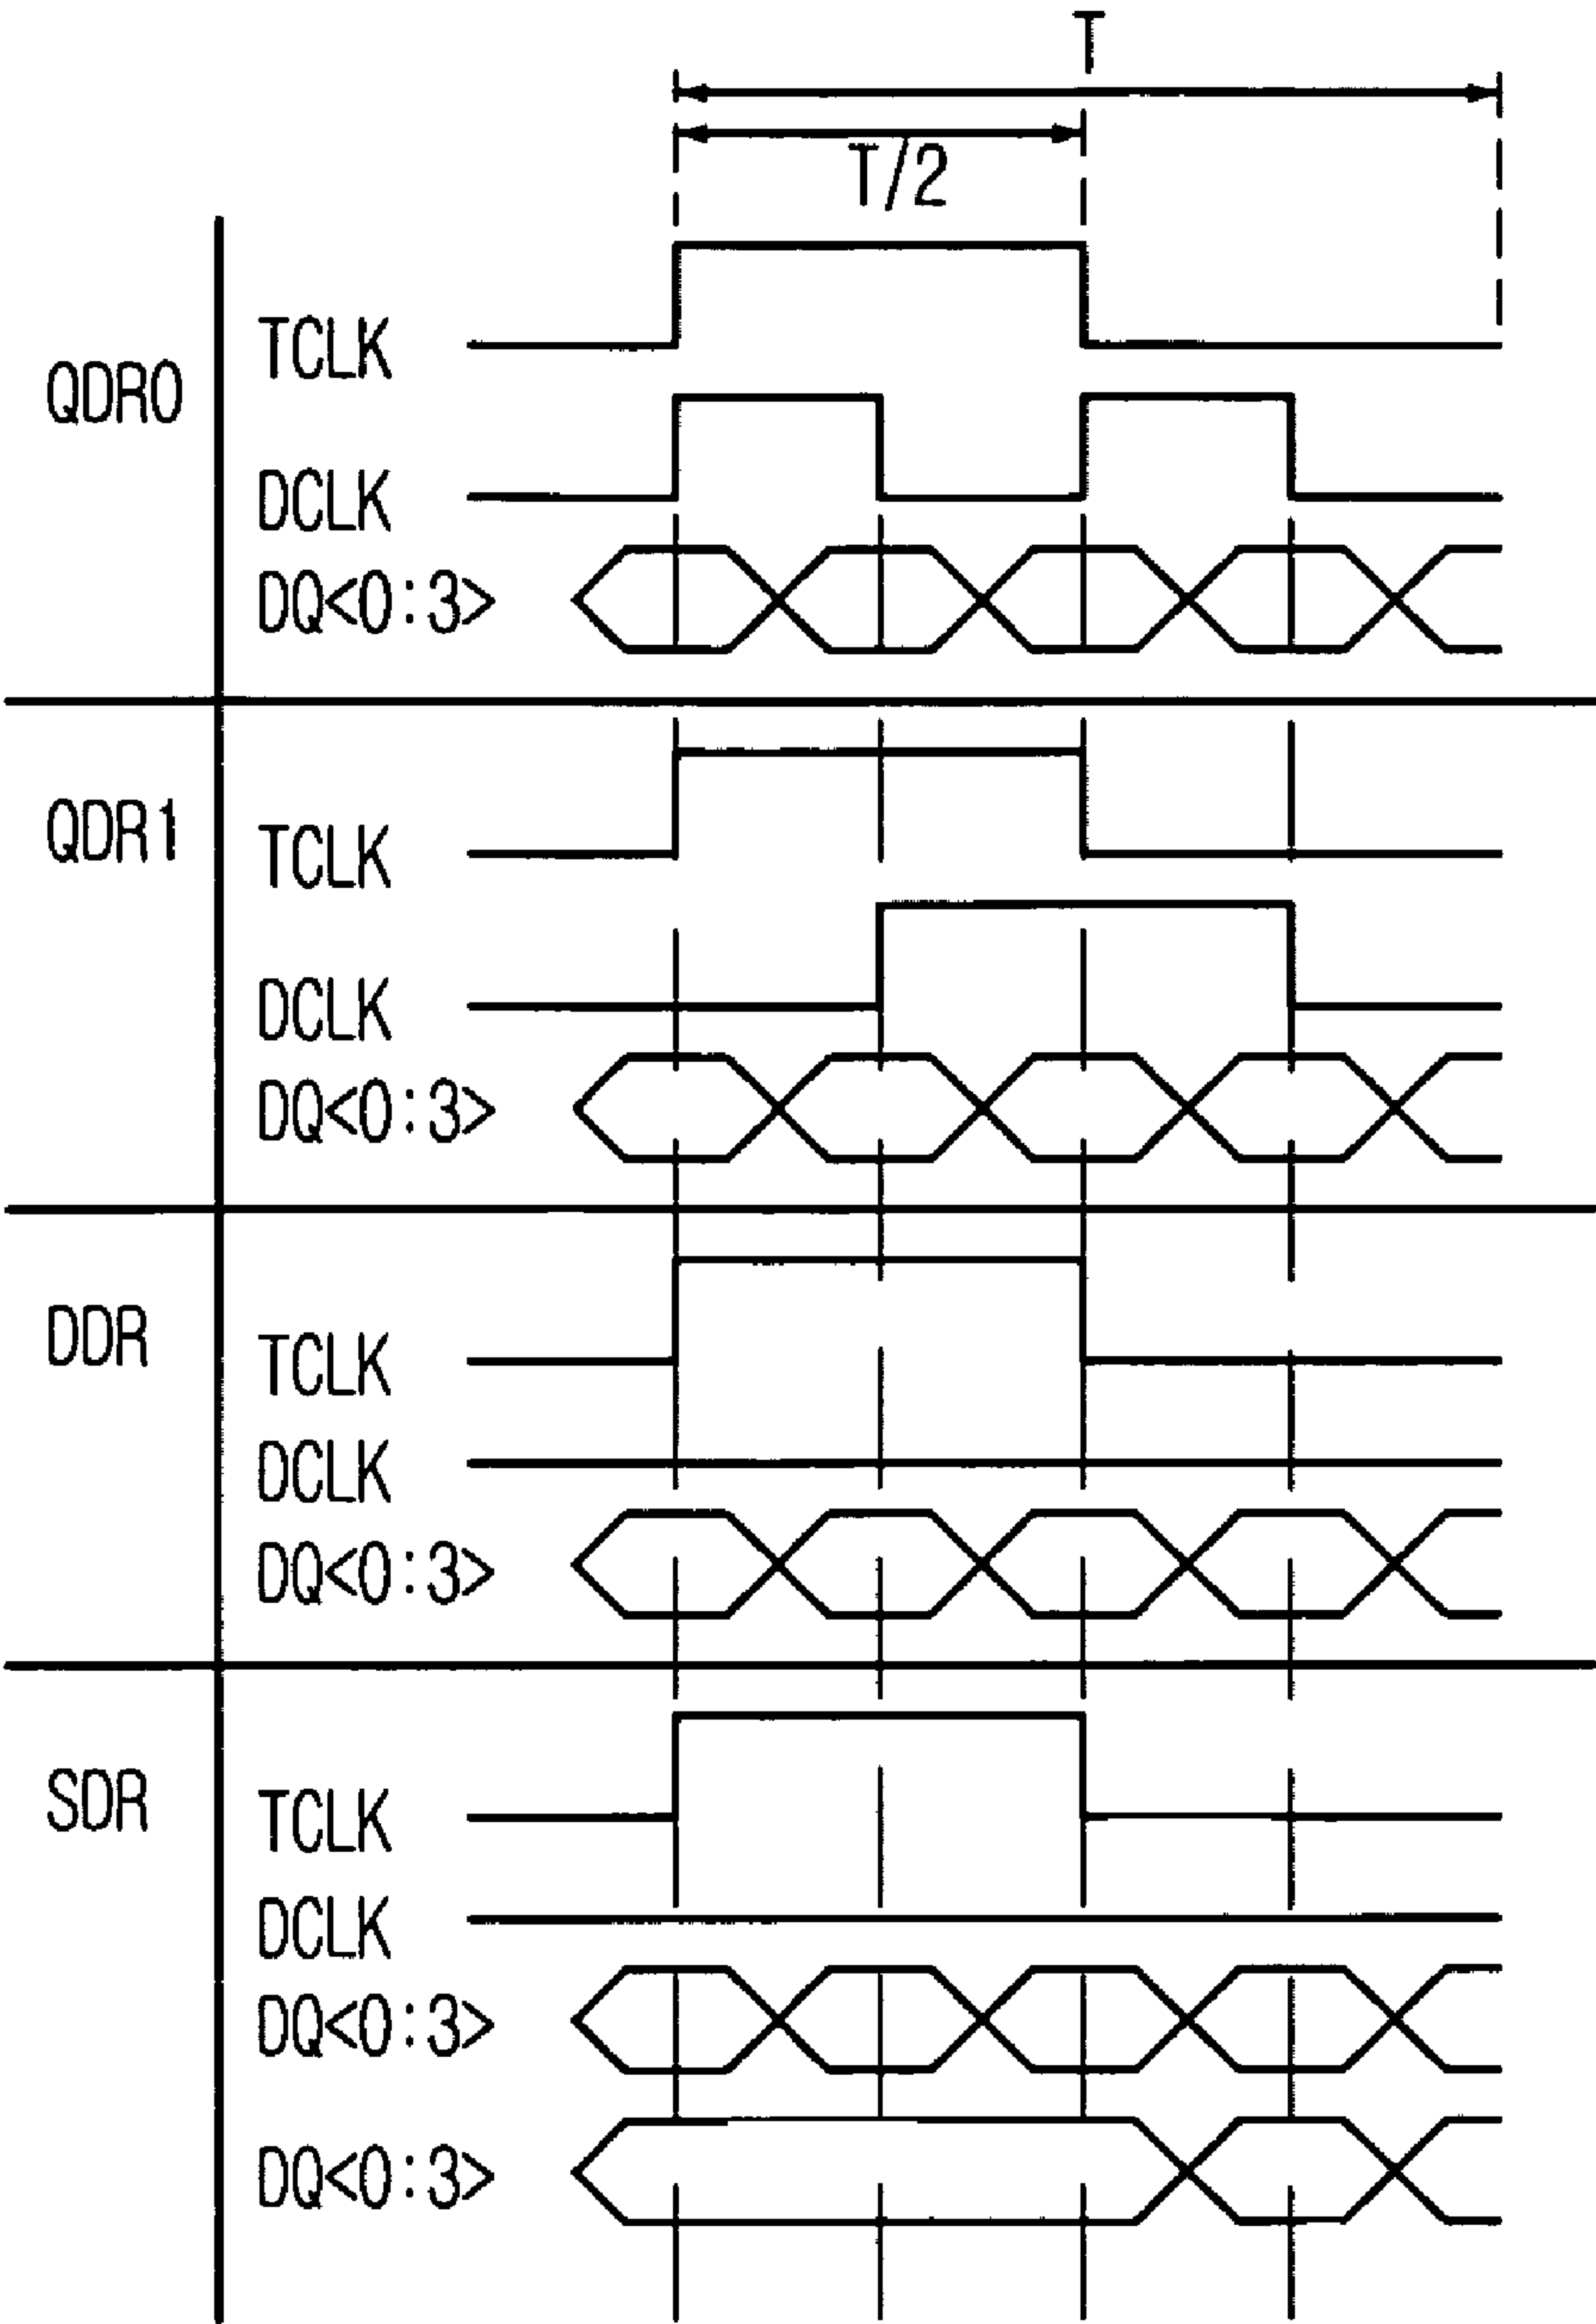 T
T/2
QDR0
TCLK
DCLK
DQ<0:3>
QDR1
TCLK
DCLK
DQ<0:3>
DDR
TCLK
DCLK
DQ<0:3>
SDR
TCLK
DCLK
DQ<0:3>
DQ<0:3>